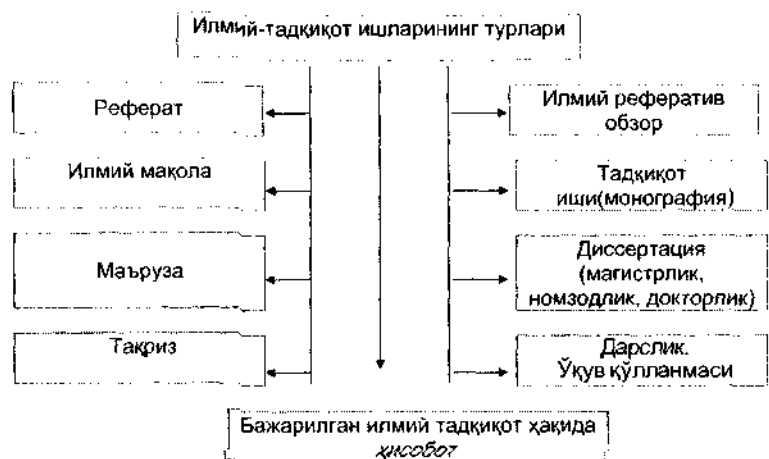 Илмий-тадқиқот ишларининг турлари
Реферат
Илмий реферaтив
обзор
Илмий мақола
Тадқиқот
иши(монография)
Маъруза
Диссертация
(магистрлик,
номзодлик, докторлик)
Тақриз
Дарслик.
Ўқув қўлланмаси
Бажарилган илмий тадқиқот ҳақида
ҳисобот